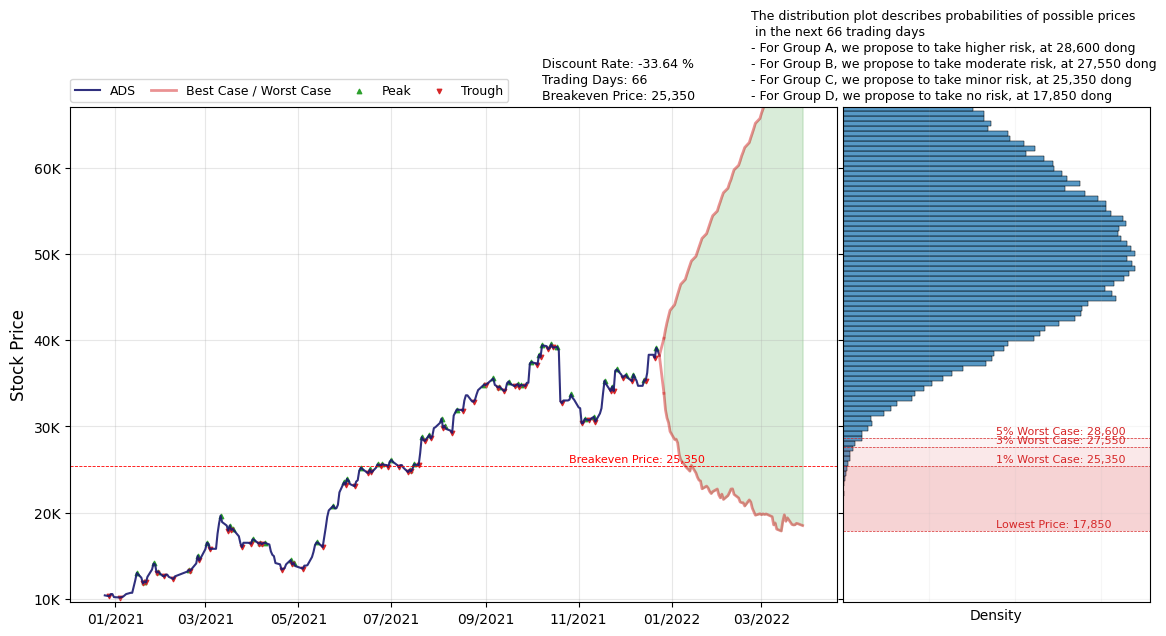 The distribution plot describes probabilities of possible prices
in the next 66 trading days
- For Group A, we propose to take higher risk, at 28,600 dong
- For Group B, we propose to take moderate risk, at 27,550 dong
- For Group C, we propose to take minor risk, at 25,350 dong
- For Group D, we propose to take no risk, at 17,850 dong
Discount Rate: -33.64 %
Trading Days: 66
Breakeven Price: 25,350
ADS
Best Case / Worst Case
Peak
Trough
Stock Price
60K
50K
40K
30K
20K
10K
Breakeven Price: 25,350
5% Worst Case: 28,600
3% Worst Case: 27,550
1% Worst Case: 25,350
Lowest Price: 17,850
01/2021
03/2021
05/2021
07/2021
09/2021
11/2021
01/2022
03/2022
Density